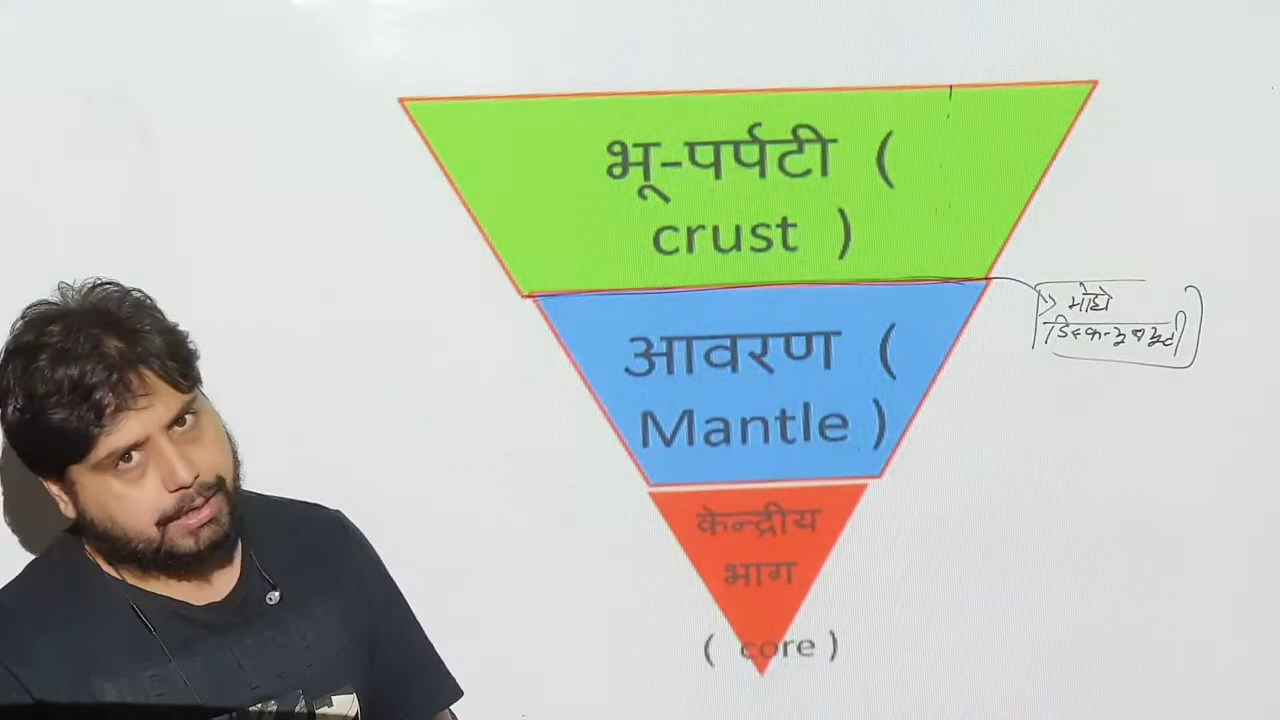 भू-पर्पटी (
crust )
मोहो
आवरण (
Mantle )
केन्द्रीय
भाग
( core )